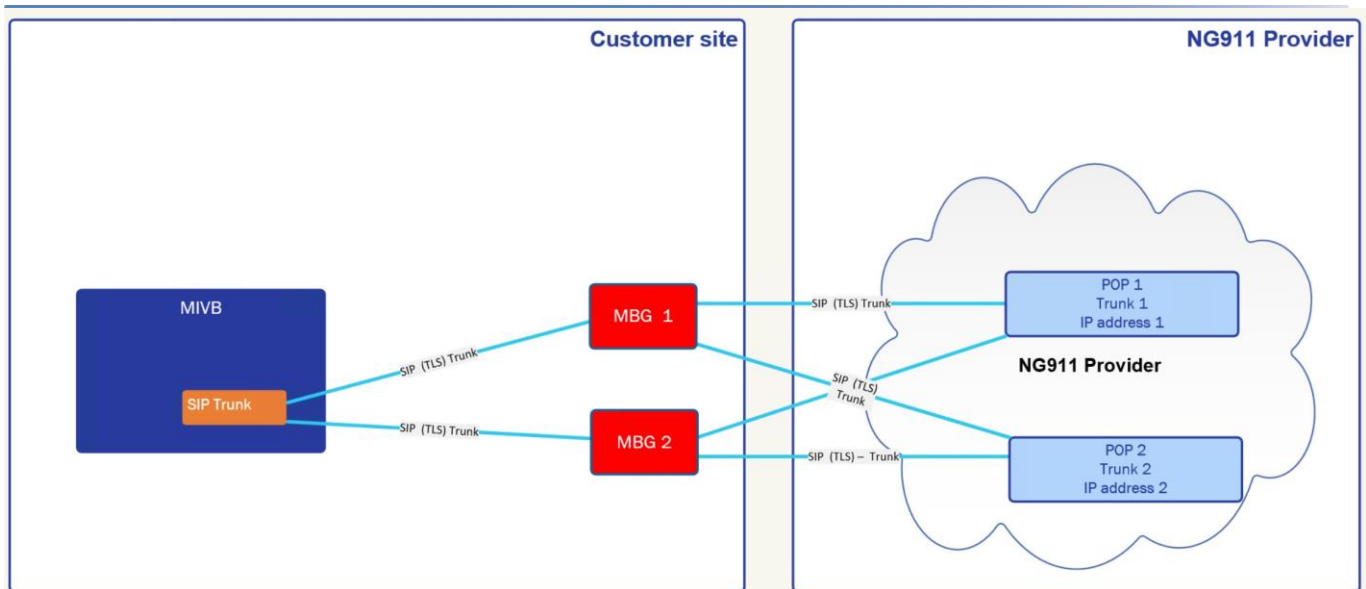 Customer site
NG911 Provider
MIVB
SIP Trunk
SIP (TLS) Trunk
SIP (TLS) Trunk
MBG 1
MBG 2
SIP (TLS) Trunk
SIP (TLS)
Trunk
SIP (TLS) – Trunk
POP 1
Trunk 1
IP address 1
NG911 Provider
POP 2
Trunk 2
IP address 2